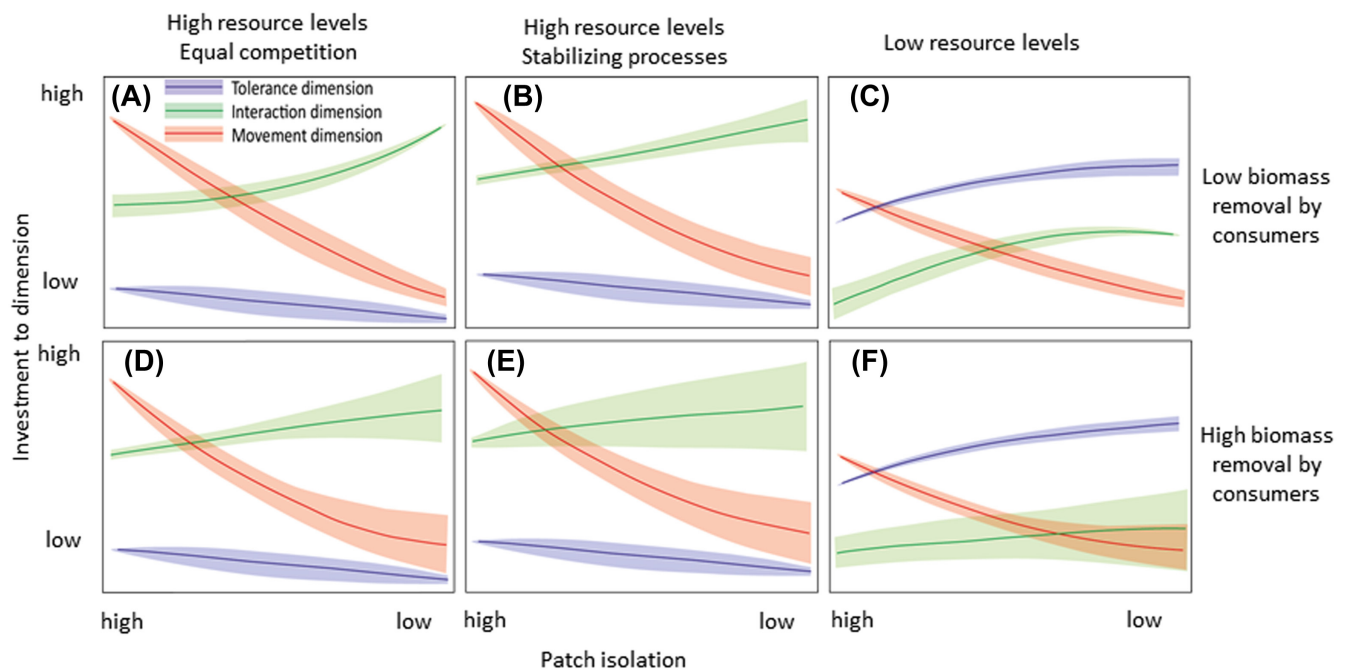 High resource levels
Equal competition
High resource levels
Stabilizing processes
Low resource levels
high
(A)
Tolerance dimension
Interaction dimension
Movement dimension
(B)
(C)
Low biomass
removal by
consumers
low
Investment to dimension
high
(D)
(E)
(F)
High biomass
removal by
consumers
low
high
low
high
low
high
low
Patch isolation